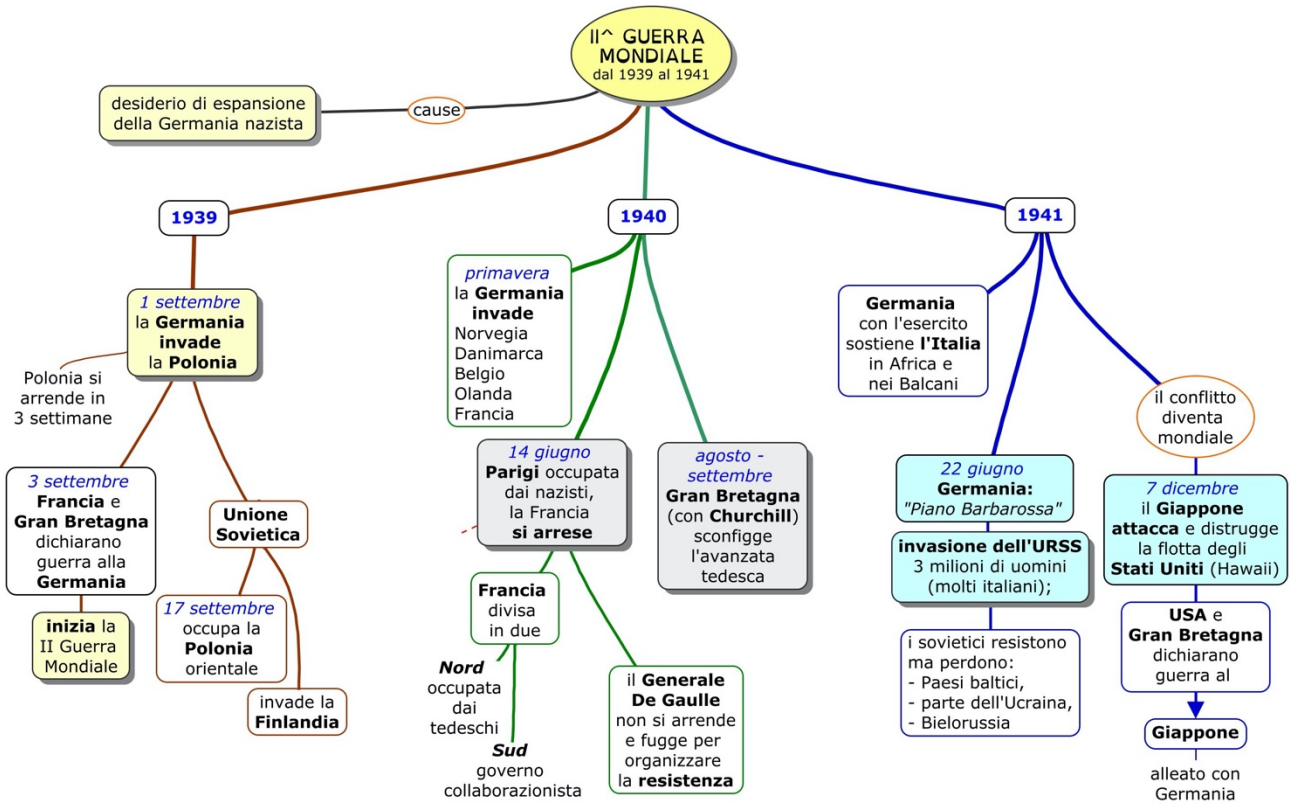 II^ GUERRA
MONDIALE
dal 1939 al 1941
cause
desiderio di espansione
della Germania nazista
1939
1 settembre
la Germania
invade
la Polonia
Polonia si
arrende in
3 settimane
3 settembre
Francia e
Gran Bretagna
dichiarano
guerra alla
Germania
inizia la
II Guerra
Mondiale
Unione
Sovietica
17 settembre
occupa la
Polonia
orientale
invade la
Finlandia
1940
primavera
la Germania
invade
Norvegia
Danimarca
Belgio
Olanda
Francia
14 giugno
Parigi occupata
dai nazisti,
la Francia
si arrese
Francia
divisa
in due
Nord
occupata
dai
tedeschi
Sud
governo
collaborazionista
il Generale
De Gaulle
non si arrende
e fugge per
organizzare
la resistenza
agosto -
settembre
Gran Bretagna
(con Churchill)
sconfigge
l'avanzata
tedesca
1941
Germania
con l'esercito
sostiene l'Italia
in Africa e
nei Balcani
22 giugno
Germania:
"Piano Barbarossa"
invasione dell'URSS
3 milioni di uomini
(molti italiani);
i sovietici resistono
ma perdono:
- Paesi baltici,
- parte dell'Ucraina,
- Bielorussia
il conflitto
diventa
mondiale
7 dicembre
il Giappone
attacca e distrugge
la flotta degli
Stati Uniti (Hawaii)
USA e
Gran Bretagna
dichiarano
guerra al
Giappone
alleato con
Germania